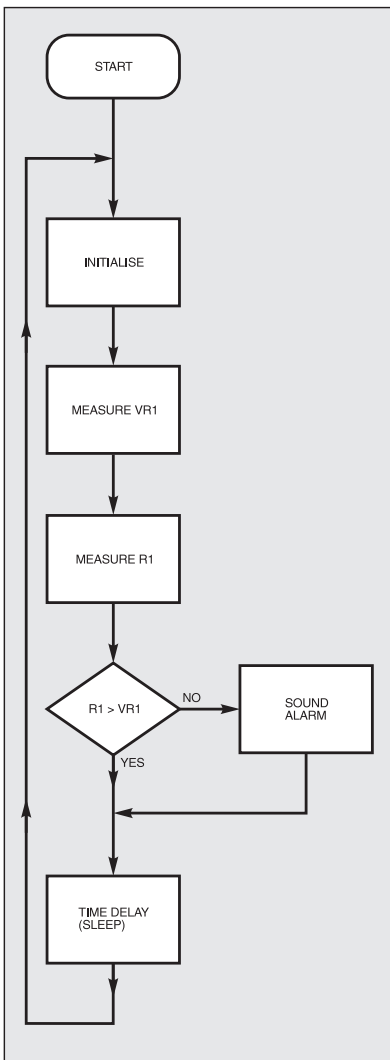 START
INITIALISE
MEASURE VR1
MEASURE R1
R1 > VR1
NO
SOUND
ALARM
YES
TIME DELAY
(SLEEP)